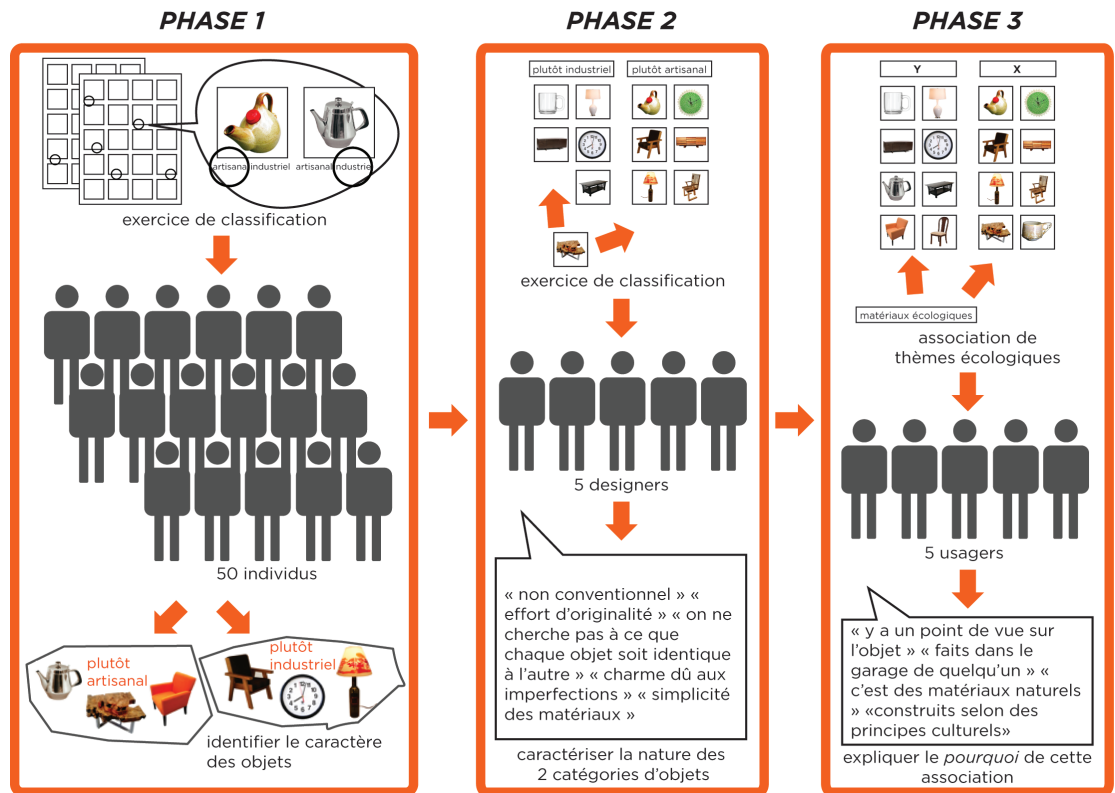 PHASE 1
artisanal industriel
artisanal industriel
exercice de classification
50 individus
plutôt
artisanal
plutôt
industriel
identifier le caractère
des objets
PHASE 2
plutôt industriel
plutôt artisanal
exercice de classification
5 designers
« non conventionnel » «
effort d'originalité » « on ne
cherche pas à ce que
chaque objet soit identique
à l'autre » « charme dû aux
imperfections » « simplicité
des matériaux »
caractériser la nature des
2 catégories d'objets
PHASE 3
Y
X
matériaux écologiques
association de
thèmes écologiques
5 usagers
« y a un point de vue sur
l'objet » « faits dans le
garage de quelqu'un » «
c'est des matériaux naturels
» «construits selon des
principes culturels»
expliquer le pourquoi de cette
association